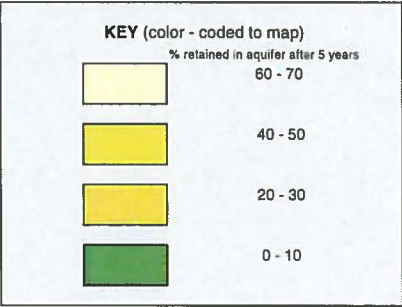 KEY (color - coded to map)
% retained in aquifer after 5 years
60 - 70
40 - 50
20 - 30
0 - 10